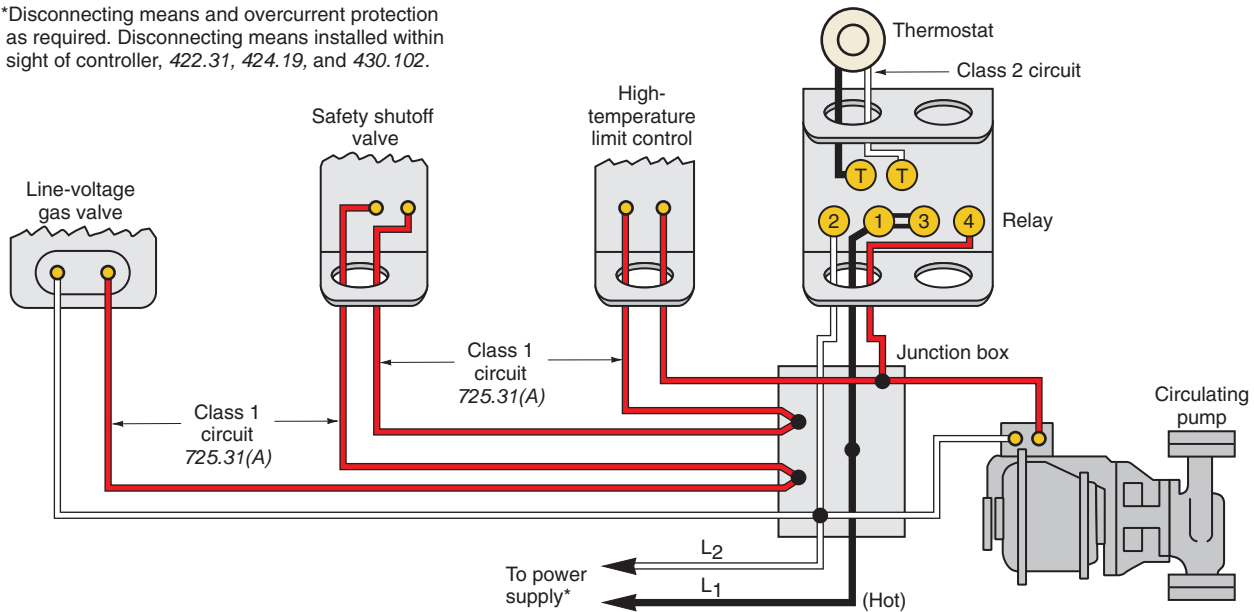 *Disconnecting means and overcurrent protection
as required. Disconnecting means installed within
sight of controller, 422.31, 424.19, and 430.102.
Thermostat
Class 2 circuit
High-
temperature
limit control
Safety shutoff
valve
Line-voltage
gas valve
T
T
2
1
3
4
Relay
Junction box
Class 1
circuit
725.31(A)
Class 1
circuit
725.31(A)
Circulating
pump
L2
To power
supply*
L1
(Hot)